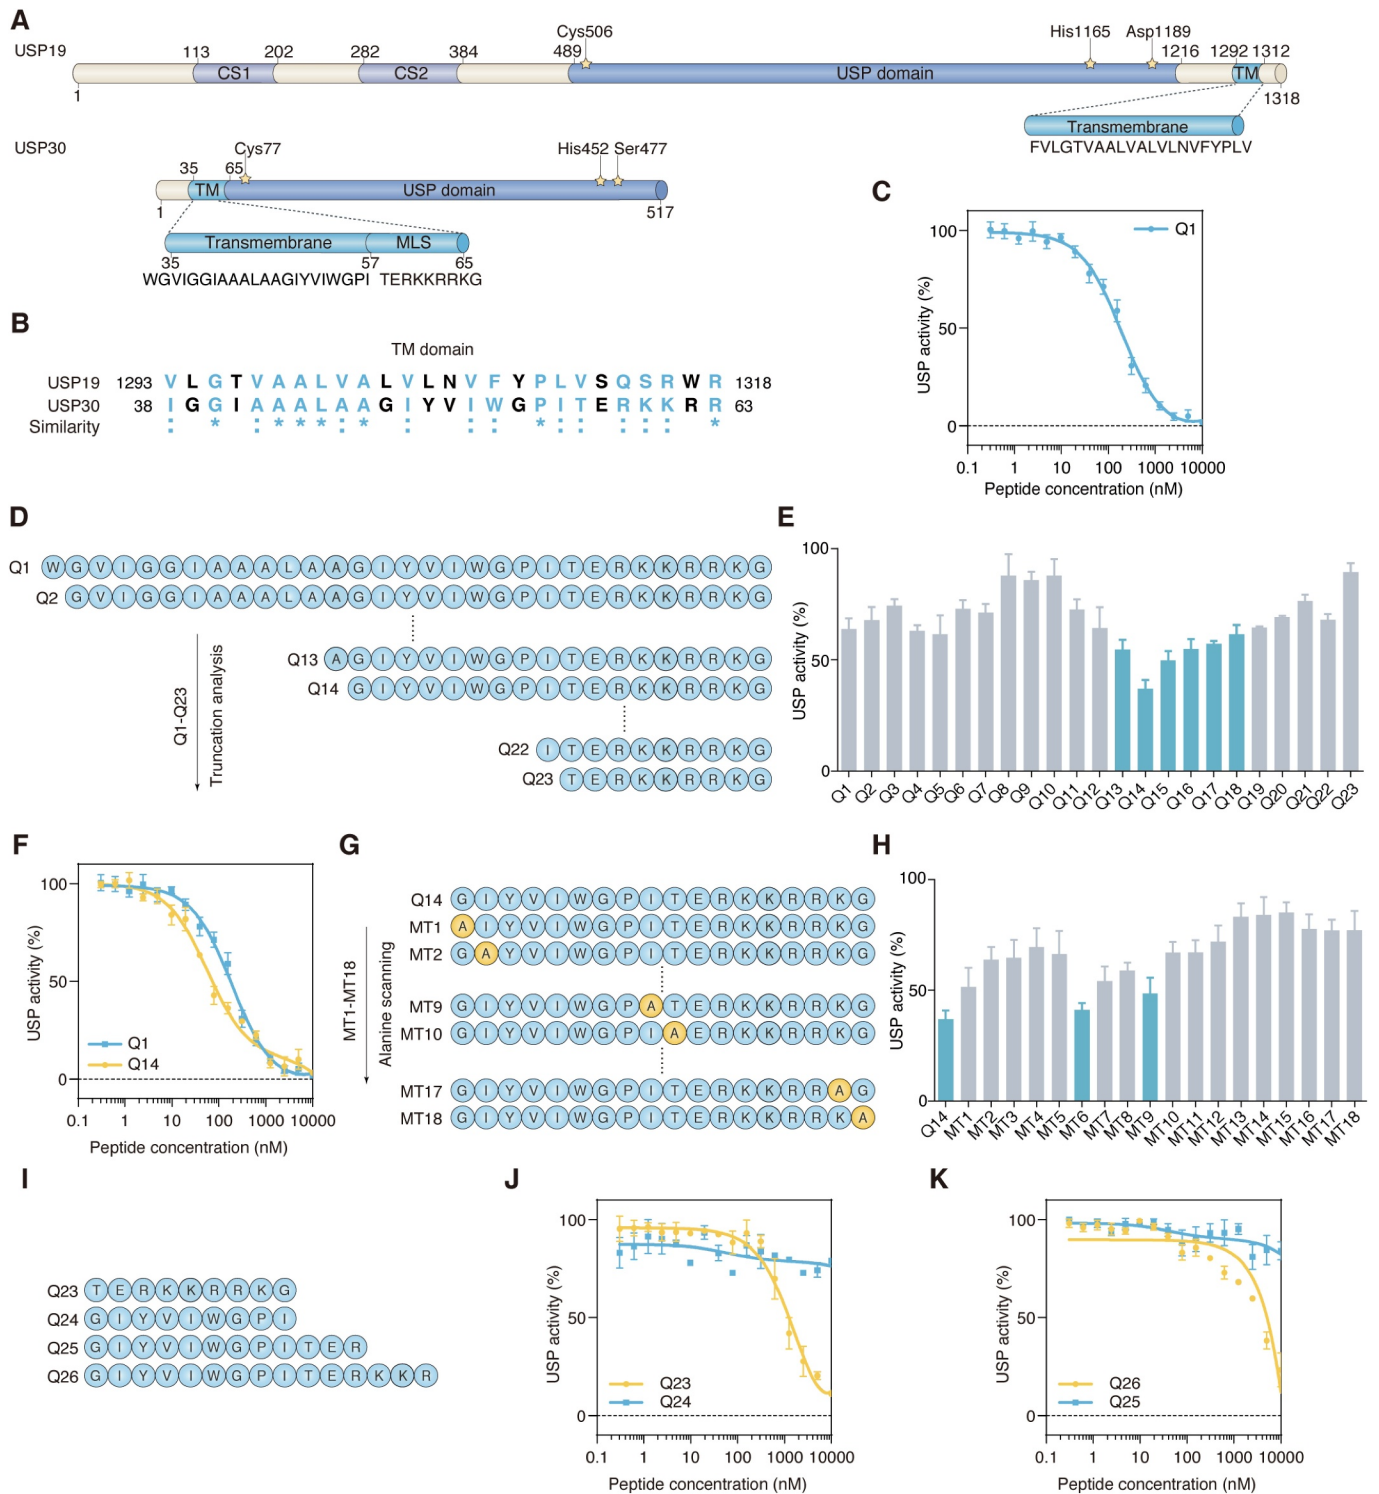 A
USP19
113
202
282
384
489
Cys506
His1165
Asp1189
1216
1292
1312
CS1
CS2
USP domain
TM
1
1318
Transmembrane
FVLGTVAALVALVLNVFYPLV
USP30
35
65
Cys77
His452
Ser477
TM
USP domain
1
517
Transmembrane
MLS
35
57
65
WGVIGGIAAALAAGIYVIWGPI TERKKRRKG
B
TM domain
USP19 1293 V L G T V A A L V A L V L N V F Y P L V S Q S R W R 1318
USP30 38 I G G I A A A L A A G I Y V I W G P I T E R K K R R 63
Similarity : * : * * * : * : : : * : : : : : *
C
Q1
USP activity (%)
100
50
0
0.1 1 10 100 1000 10000
Peptide concentration (nM)
D
Q1 W G V I G G I A A A L A A G I Y V I W G P I T E R K K R R K G
Q2 G V I G G I A A A L A A G I Y V I W G P I T E R K K R R K G
Q13 A G I Y V I W G P I T E R K K R R K G
Q14 G I Y V I W G P I T E R K K R R K G
Q22 I T E R K K R R K G
Q23 T E R K K R R K G
Q1-Q23
Truncation analysis
E
USP activity (%)
100
50
0
Q1 Q2 Q3 Q4 Q5 Q6 Q7 Q8 Q9 Q10 Q11 Q12 Q13 Q14 Q15 Q16 Q17 Q18 Q19 Q20 Q21 Q22 Q23
F
USP activity (%)
100
50
0
Q1
Q14
0.1 1 10 100 1000 10000
Peptide concentration (nM)
G
Q14 G I Y V I W G P I T E R K K R R K G
MT1 A I Y V I W G P I T E R K K R R K G
MT2 G A Y V I W G P I T E R K K R R K G
MT9 G I Y V I W G P A T E R K K R R K G
MT10 G I Y V I W G P I A E R K K R R K G
MT17 G I Y V I W G P I T E R K K R R A G
MT18 G I Y V I W G P I T E R K K R R K A
MT1-MT18
Alanine scanning
H
USP activity (%)
100
50
0
Q14 MT1 MT2 MT3 MT4 MT5 MT6 MT7 MT8 MT9 MT10 MT11 MT12 MT13 MT14 MT15 MT16 MT17 MT18
I
Q23 T E R K K R R K G
Q24 G I Y V I W G P I
Q25 G I Y V I W G P I T E R
Q26 G I Y V I W G P I T E R K K R
J
USP activity (%)
100
50
0
Q23
Q24
0.1 1 10 100 1000 10000
Peptide concentration (nM)
K
USP activity (%)
100
50
0
Q26
Q25
0.1 1 10 100 1000 10000
Peptide concentration (nM)